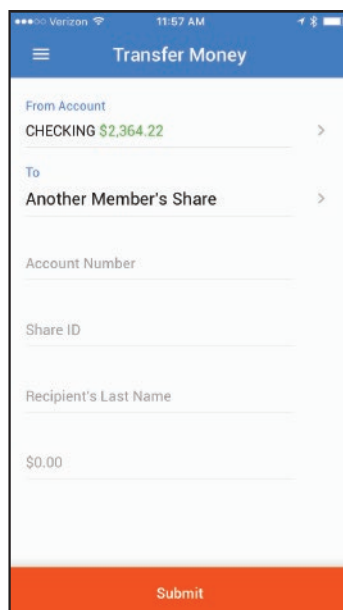 Verizon 11:57 AM
Transfer Money
From Account
CHECKING $2,364.22
To
Another Member's Share
Account Number
Share ID
Recipient's Last Name
$0.00
Submit